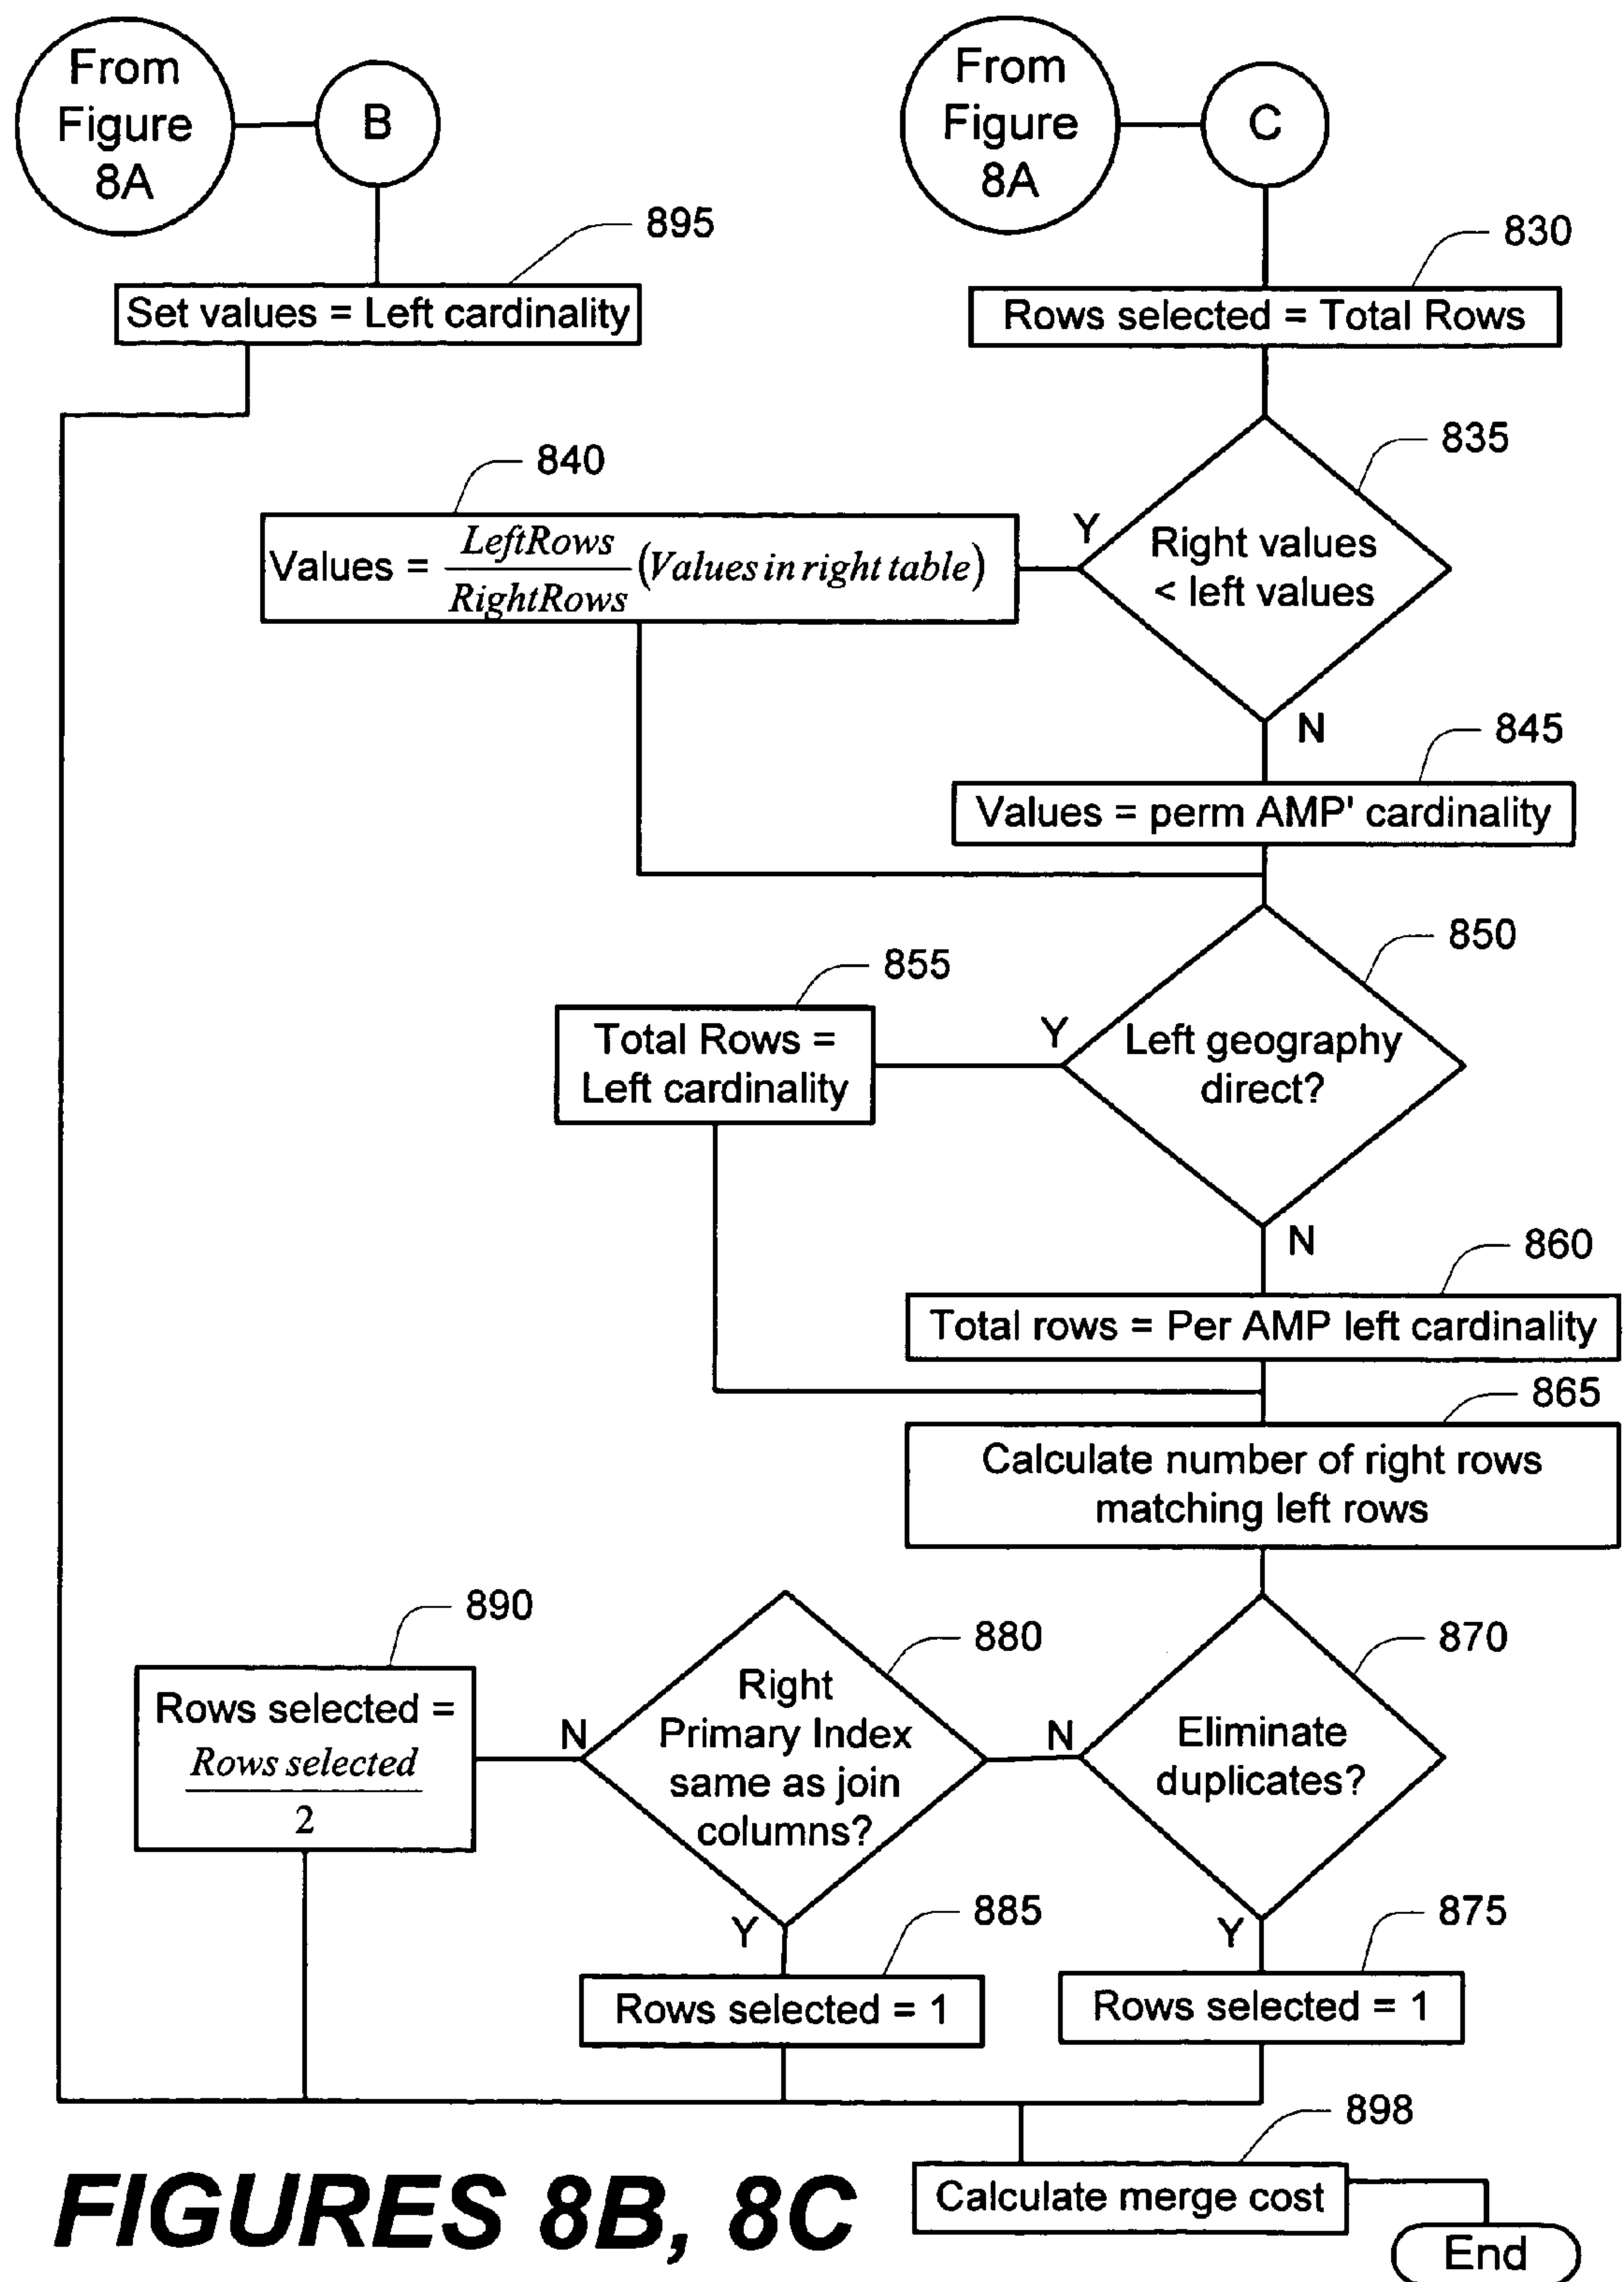 From
Figure
8A
B
895
Set values = Left cardinality
From
Figure
8A
C
830
Rows selected = Total Rows
835
Right values
< left values
Y
N
840
Values = LeftRows / RightRows (Values in right table)
845
Values = perm AMP' cardinality
850
Left geography
direct?
Y
N
855
Total Rows =
Left cardinality
860
Total rows = Per AMP left cardinality
865
Calculate number of right rows
matching left rows
870
Eliminate
duplicates?
N
Y
880
Right
Primary Index
same as join
columns?
N
Y
890
Rows selected =
Rows selected
2
885
Rows selected = 1
875
Rows selected = 1
898
Calculate merge cost
End
FIGURES 8B, 8C